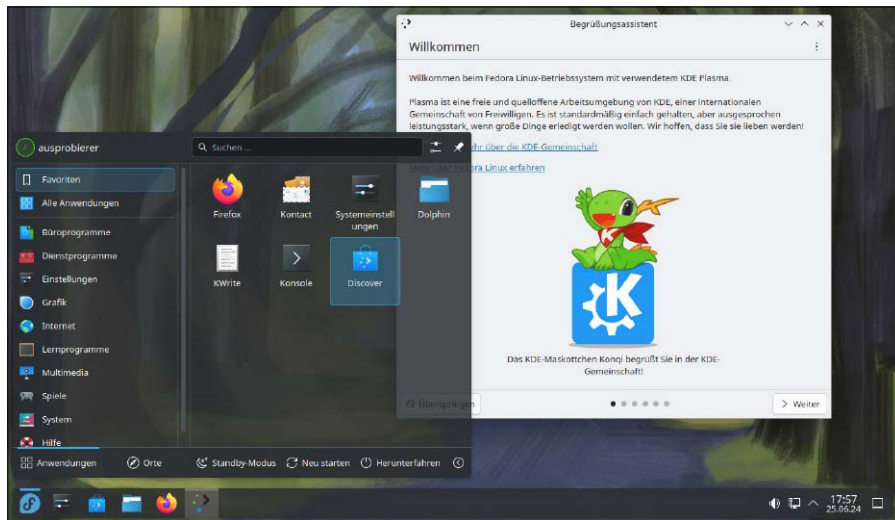 Begrüßungsassistent
Willkommen
Willkommen beim Fedora Linux-Betriebssystem mit verwendetem KDE Plasma.
Plasma ist eine freie und quelloffene Arbeitsumgebung von KDE, einer internationalen
Gemeinschaft von Freiwilligen. Es ist standardmäßig einfach gehalten, aber ausgesprochen
leistungsstark, wenn große Dinge erledigt werden wollen. Wir hoffen, dass Sie sie lieben werden!
ehr über die KDE-Gemeinschaft
Mehr über Fedora Linux erfahren
Das KDE-Maskottchen Konqi begrüßt Sie in der KDE-
Gemeinschaft!
Überspringen
Weiter
ausprobierer
Suchen ...
Favoriten
Alle Anwendungen
Büroprogramme
Dienstprogramme
Einstellungen
Grafik
Internet
Lernprogramme
Multimedia
Spiele
System
Hilfe
Firefox
Kontact
Systemeinstell
ungen
Dolphin
KWrite
Konsole
Discover
Anwendungen
Orte
Standby-Modus
Neu starten
Herunterfahren
17:57
25.06.24